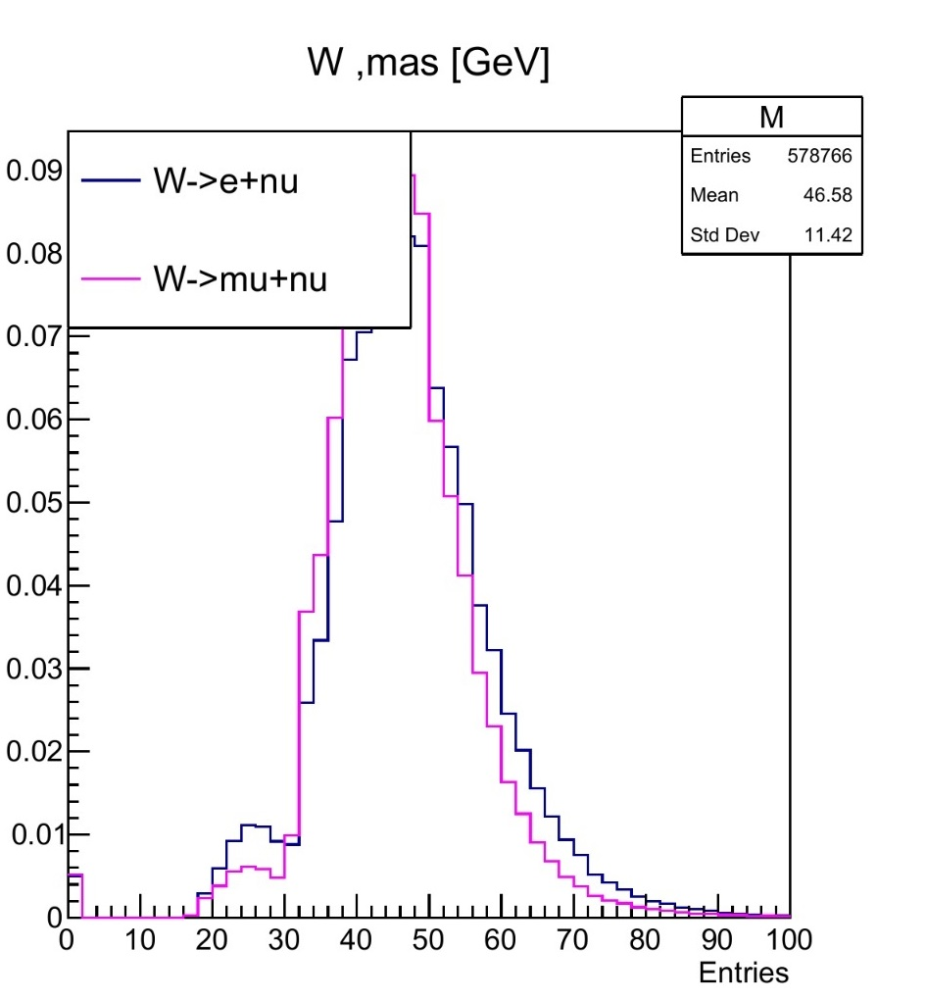 W ,mas [GeV]
M
Entries 578766
Mean 46.58
Std Dev 11.42
W->e+nu
W->mu+nu
0.09
0.08
0.07
0.06
0.05
0.04
0.03
0.02
0.01
0
0 10 20 30 40 50 60 70 80 90 100
Entries